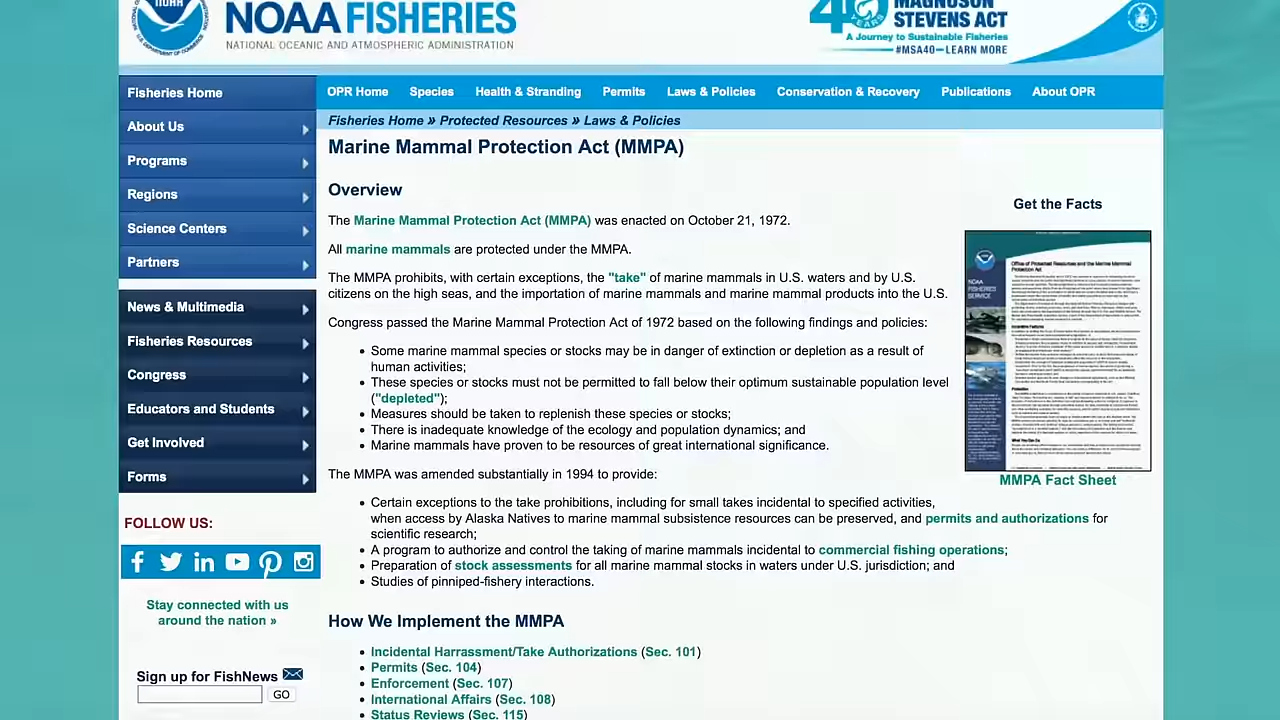 NOAA FISHERIES
NATIONAL OCEANIC AND ATMOSPHERIC ADMINISTRATION
40 YEARS
MAGNUSON
STEVENS ACT
A Journey to Sustainable Fisheries
#MSA40—LEARN MORE
Fisheries Home
About Us
Programs
Regions
Science Centers
Partners
News & Multimedia
Fisheries Resources
Congress
Educators and Students
Get Involved
Forms
FOLLOW US:
Stay connected with us
around the nation »
Sign up for FishNews
GO
OPR Home Species Health & Stranding Permits Laws & Policies Conservation & Recovery Publications About OPR
Fisheries Home » Protected Resources » Laws & Policies
Marine Mammal Protection Act (MMPA)
Overview
The Marine Mammal Protection Act (MMPA) was enacted on October 21, 1972.
All marine mammals are protected under the MMPA.
The MMPA prohibits, with certain exceptions, the "take" of marine mammals in U.S. waters and by U.S.
citizens on the high seas, and the importation of marine mammals and marine mammal products into the U.S.
Congress passed the Marine Mammal Protection Act of 1972 based on the following findings and policies:
• Some marine mammal species or stocks may be in danger of extinction or depletion as a result of
human activities;
• These species or stocks must not be permitted to fall below their optimum sustainable population level
("depleted");
• Measures should be taken to replenish these species or stocks;
• There is inadequate knowledge of the ecology and population dynamics; and
• Marine mammals have proven to be resources of great international significance.
The MMPA was amended substantially in 1994 to provide:
• Certain exceptions to the take prohibitions, including for small takes incidental to specified activities,
when access by Alaska Natives to marine mammal subsistence resources can be preserved, and permits and authorizations for
scientific research;
• A program to authorize and control the taking of marine mammals incidental to commercial fishing operations;
• Preparation of stock assessments for all marine mammal stocks in waters under U.S. jurisdiction; and
• Studies of pinniped-fishery interactions.
How We Implement the MMPA
• Incidental Harrassment/Take Authorizations (Sec. 101)
• Permits (Sec. 104)
• Enforcement (Sec. 107)
• International Affairs (Sec. 108)
• Status Reviews (Sec. 115)
Get the Facts
Office of Protected Resources and the Marine Mammal
Protection Act
NOAA
FISHERIES
SERVICE
MMPA Fact Sheet